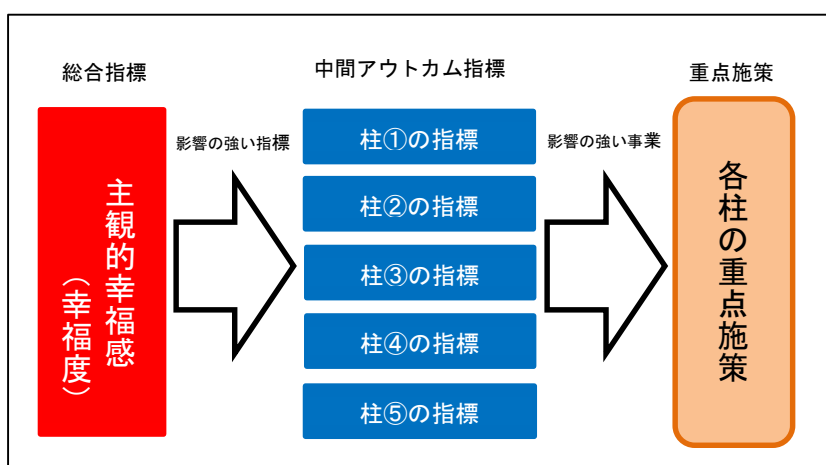 総合指標
中間アウトカム指標
重点施策
主観的幸福感
（幸福度）
影響の強い指標
柱①の指標
柱②の指標
柱③の指標
柱④の指標
柱⑤の指標
影響の強い事業
各柱の重点施策